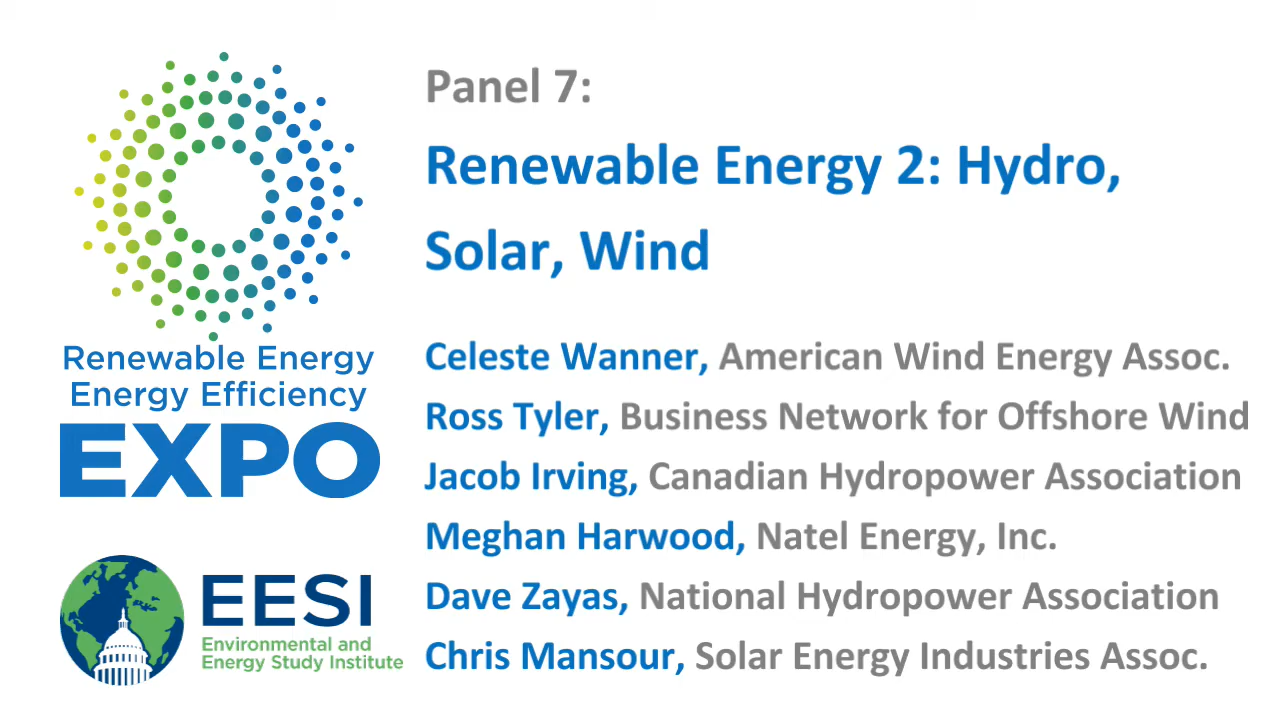 Panel 7:
Renewable Energy 2: Hydro,
Solar, Wind
Celeste Wanner, American Wind Energy Assoc.
Ross Tyler, Business Network for Offshore Wind
Jacob Irving, Canadian Hydropower Association
Meghan Harwood, Natel Energy, Inc.
Dave Zayas, National Hydropower Association
Chris Mansour, Solar Energy Industries Assoc.
Renewable Energy
Energy Efficiency
EXPO
EESI
Environmental and
Energy Study Institute